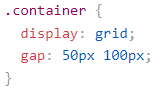 .container {
  display: grid;
  gap: 50px 100px;
}